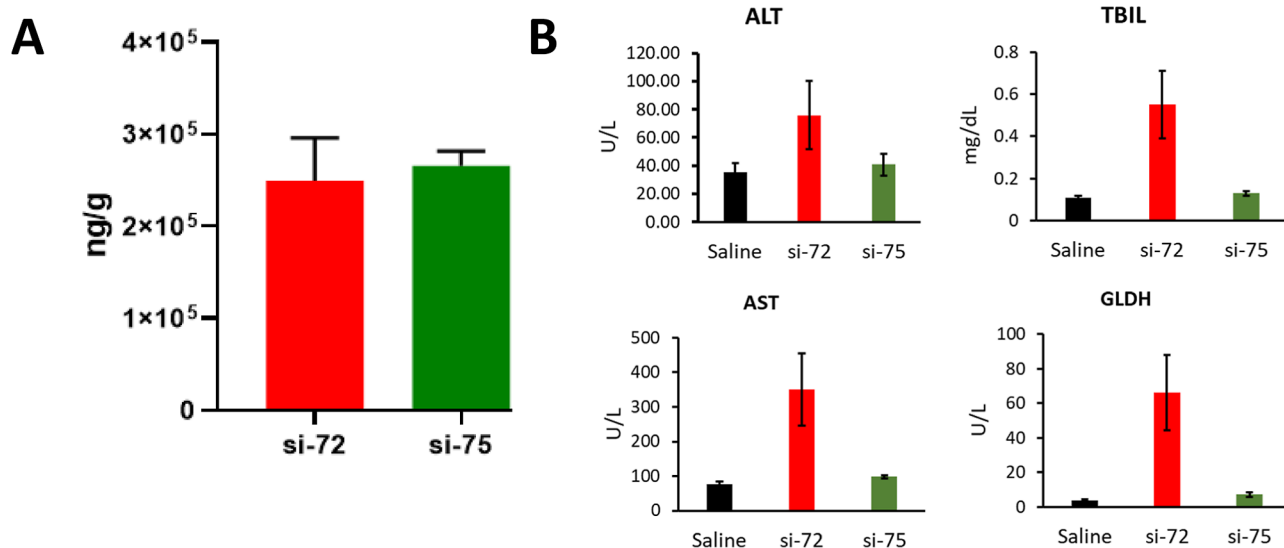 A
4×10⁵
3×10⁵
2×10⁵
1×10⁵
0
ng/g
si-72 si-75
B
ALT
120.00
100.00
80.00
60.00
40.00
20.00
0.00
U/L
Saline si-72 si-75
TBIL
0.8
0.6
0.4
0.2
0
mg/dL
Saline si-72 si-75
AST
500
400
300
200
100
0
U/L
Saline si-72 si-75
GLDH
100
80
60
40
20
0
U/L
Saline si-72 si-75